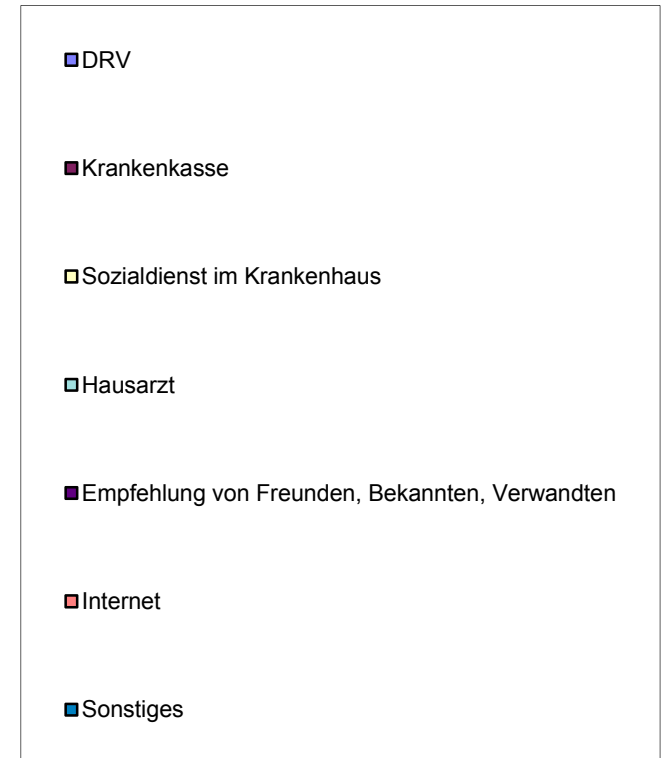 DRV
Krankenkasse
Sozialdienst im Krankenhaus
Hausarzt
Empfehlung von Freunden, Bekannten, Verwandten
Internet
Sonstiges